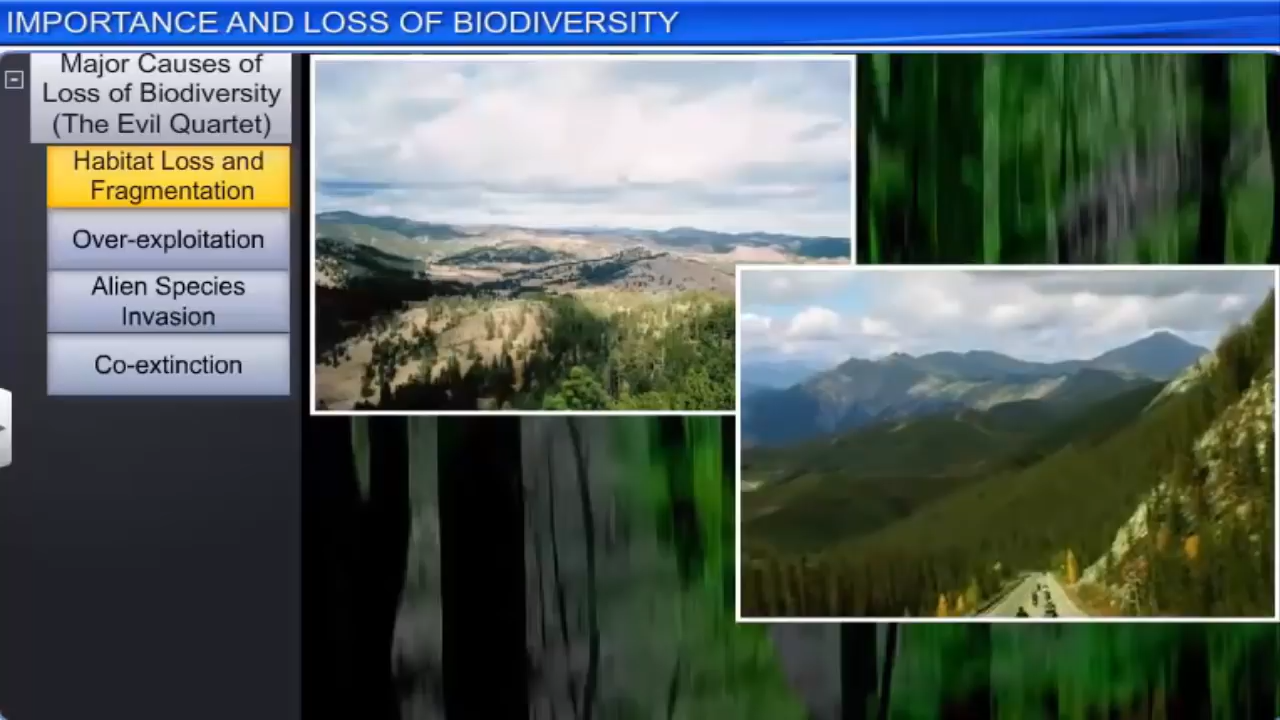 IMPORTANCE AND LOSS OF BIODIVERSITY
Major Causes of
Loss of Biodiversity
(The Evil Quartet)
Habitat Loss and
Fragmentation
Over-exploitation
Alien Species
Invasion
Co-extinction